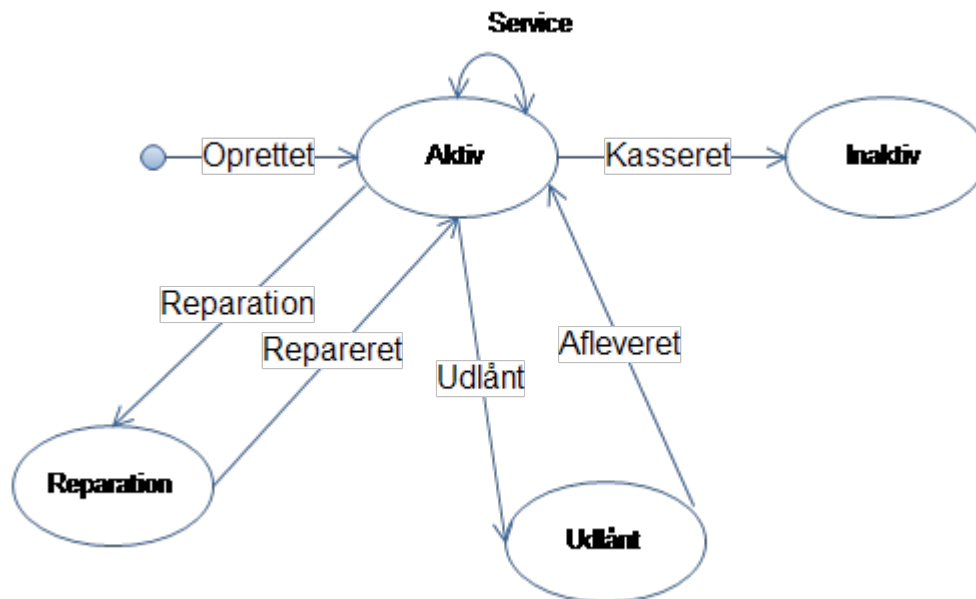 Service
Oprettet
Aktiv
Kasseret
Inaktiv
Reparation
Repareret
Udlånt
Afleveret
Reparation
Udlånt